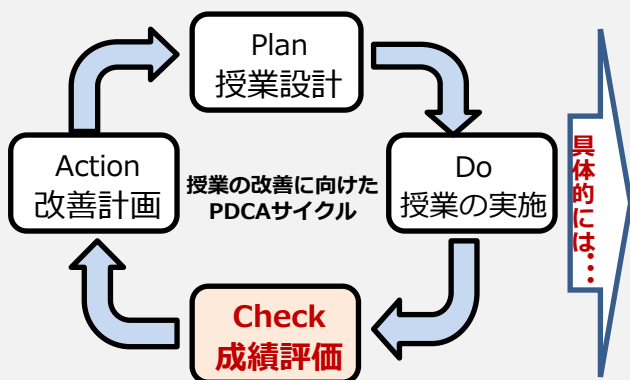 Plan
授業設計
Action
改善計画
授業の改善に向けた
PDCAサイクル
Do
授業の実施
Check
成績評価
具体的には…